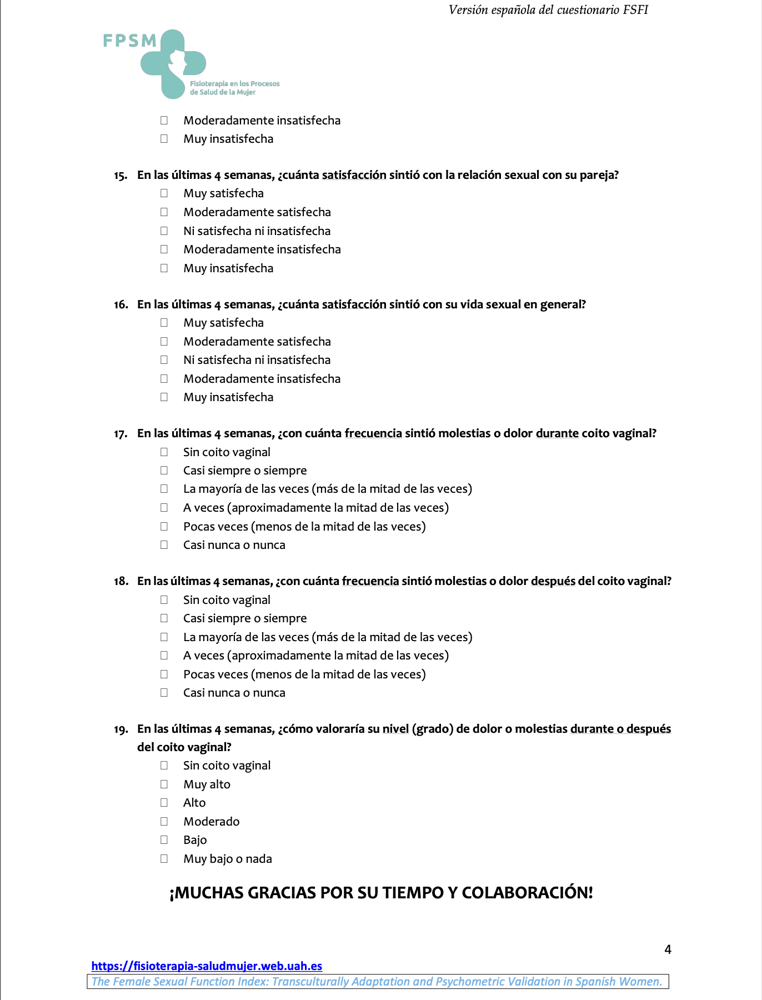 Versión española del cuestionario FSFI
FPSM
Fisioterapia en los Procesos
de Salud de la Mujer
☐ Moderadamente insatisfecha
☐ Muy insatisfecha
15. En las últimas 4 semanas, ¿cuánta satisfacción sintió con la relación sexual con su pareja?
☐ Muy satisfecha
☐ Moderadamente satisfecha
☐ Ni satisfecha ni insatisfecha
☐ Moderadamente insatisfecha
☐ Muy insatisfecha
16. En las últimas 4 semanas, ¿cuánta satisfacción sintió con su vida sexual en general?
☐ Muy satisfecha
☐ Moderadamente satisfecha
☐ Ni satisfecha ni insatisfecha
☐ Moderadamente insatisfecha
☐ Muy insatisfecha
17. En las últimas 4 semanas, ¿con cuánta frecuencia sintió molestias o dolor durante coito vaginal?
☐ Sin coito vaginal
☐ Casi siempre o siempre
☐ La mayoría de las veces (más de la mitad de las veces)
☐ A veces (aproximadamente la mitad de las veces)
☐ Pocas veces (menos de la mitad de las veces)
☐ Casi nunca o nunca
18. En las últimas 4 semanas, ¿con cuánta frecuencia sintió molestias o dolor después del coito vaginal?
☐ Sin coito vaginal
☐ Casi siempre o siempre
☐ La mayoría de las veces (más de la mitad de las veces)
☐ A veces (aproximadamente la mitad de las veces)
☐ Pocas veces (menos de la mitad de las veces)
☐ Casi nunca o nunca
19. En las últimas 4 semanas, ¿cómo valoraría su nivel (grado) de dolor o molestias durante o después
del coito vaginal?
☐ Sin coito vaginal
☐ Muy alto
☐ Alto
☐ Moderado
☐ Bajo
☐ Muy bajo o nada
¡MUCHAS GRACIAS POR SU TIEMPO Y COLABORACIÓN!
4
https://fisioterapia-saludmujer.web.uah.es
The Female Sexual Function Index: Transculturally Adaptation and Psychometric Validation in Spanish Women.